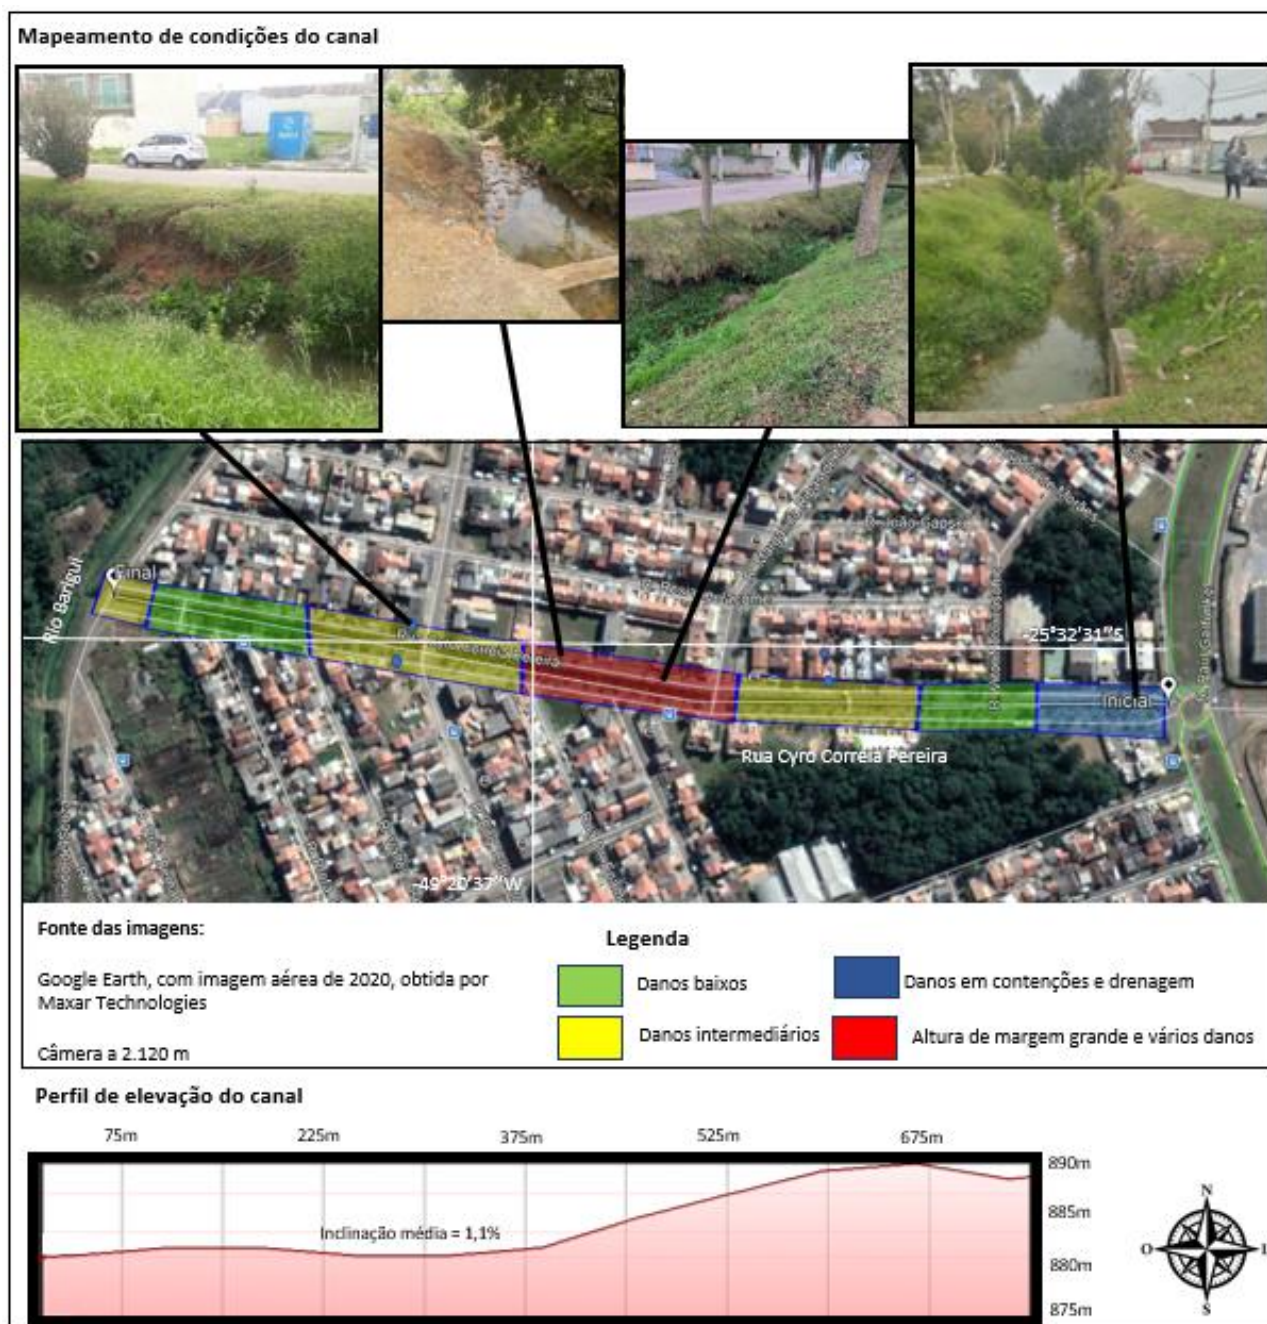 Mapeamento de condições do canal
Rio Barigui
Final
Inicial
-25°32'31''S
Rua Cyro Correia Pereira
-49°20'37''W
Fonte das imagens:
Google Earth, com imagem aérea de 2020, obtida por
Maxar Technologies
Câmera a 2.120 m
Legenda
Danos baixos
Danos em contenções e drenagem
Danos intermediários
Altura de margem grande e vários danos
Perfil de elevação do canal
75m 225m 375m 525m 675m
890m
885m
880m
875m
Inclinação média = 1,1%
N
O
L
S